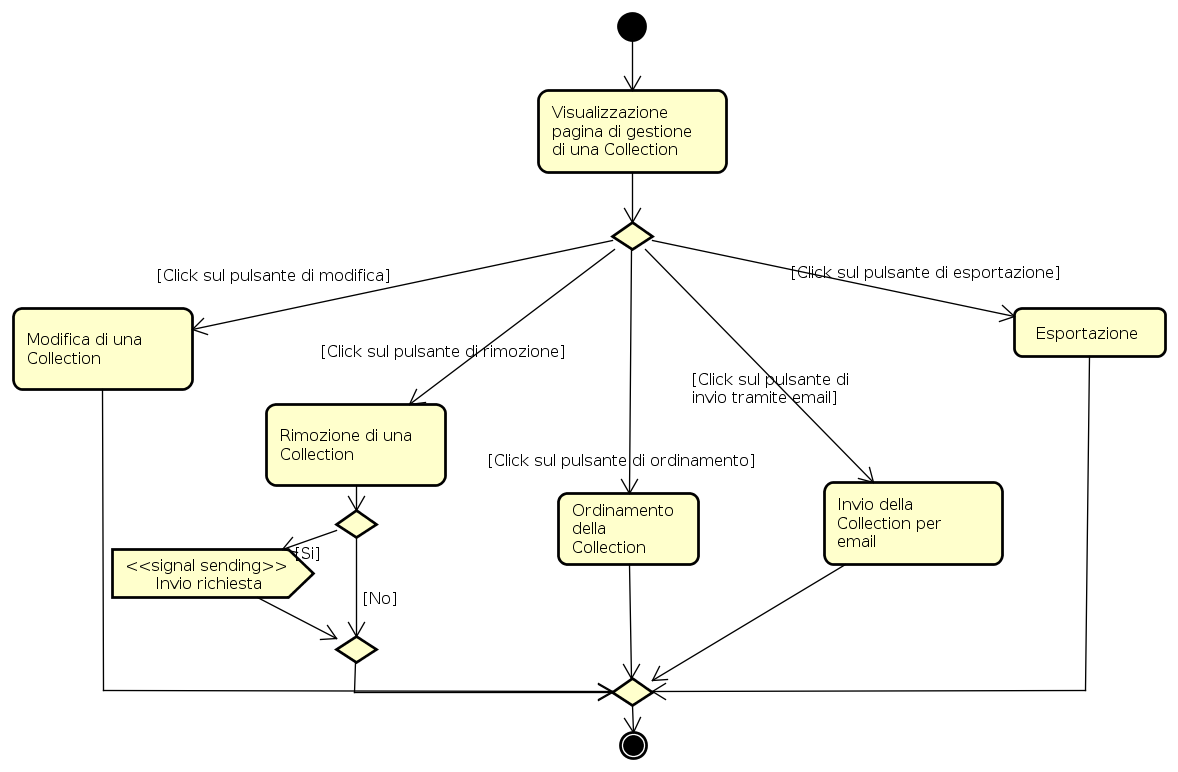 Visualizzazione
pagina di gestione
di una Collection
[Click sul pulsante di modifica]
[Click sul pulsante di esportazione]
Modifica di una
Collection
Esportazione
[Click sul pulsante di rimozione]
[Click sul pulsante di
invio tramite email]
Rimozione di una
Collection
[Click sul pulsante di ordinamento]
Ordinamento
della
Collection
Invio della
Collection per
email
[Si]
<<signal sending>>
Invio richiesta
[No]